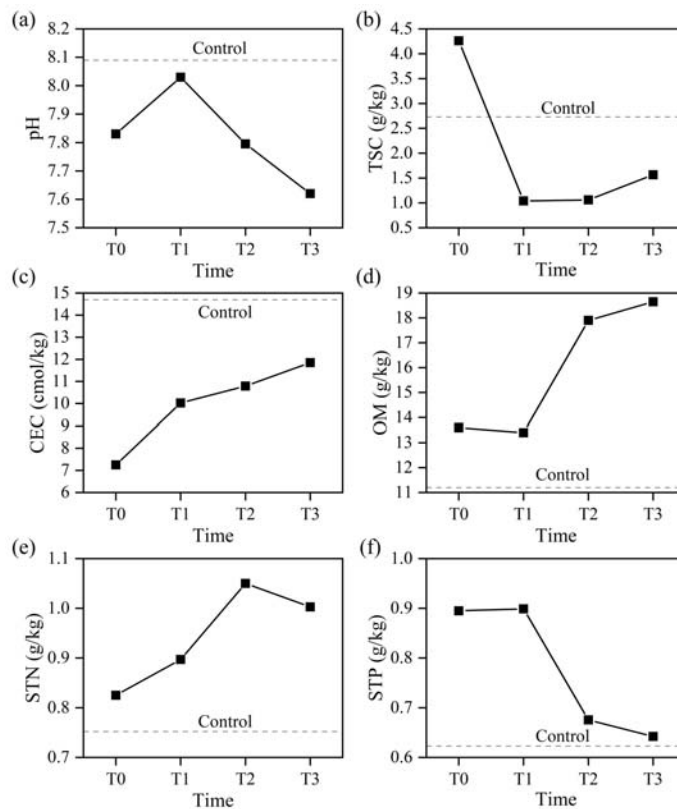 (a)
8.2
8.1
8.0
7.9
7.8
7.7
7.6
7.5
pH
Control
T0 T1 T2 T3
Time
(b)
4.5
4.0
3.5
3.0
2.5
2.0
1.5
1.0
0.5
TSC (g/kg)
Control
T0 T1 T2 T3
Time
(c)
15
14
13
12
11
10
9
8
7
6
CEC (cmol/kg)
Control
T0 T1 T2 T3
Time
(d)
19
18
17
16
15
14
13
12
11
OM (g/kg)
Control
T0 T1 T2 T3
Time
(e)
1.1
1.0
0.9
0.8
0.7
STN (g/kg)
Control
T0 T1 T2 T3
Time
(f)
1.0
0.9
0.8
0.7
0.6
STP (g/kg)
Control
T0 T1 T2 T3
Time